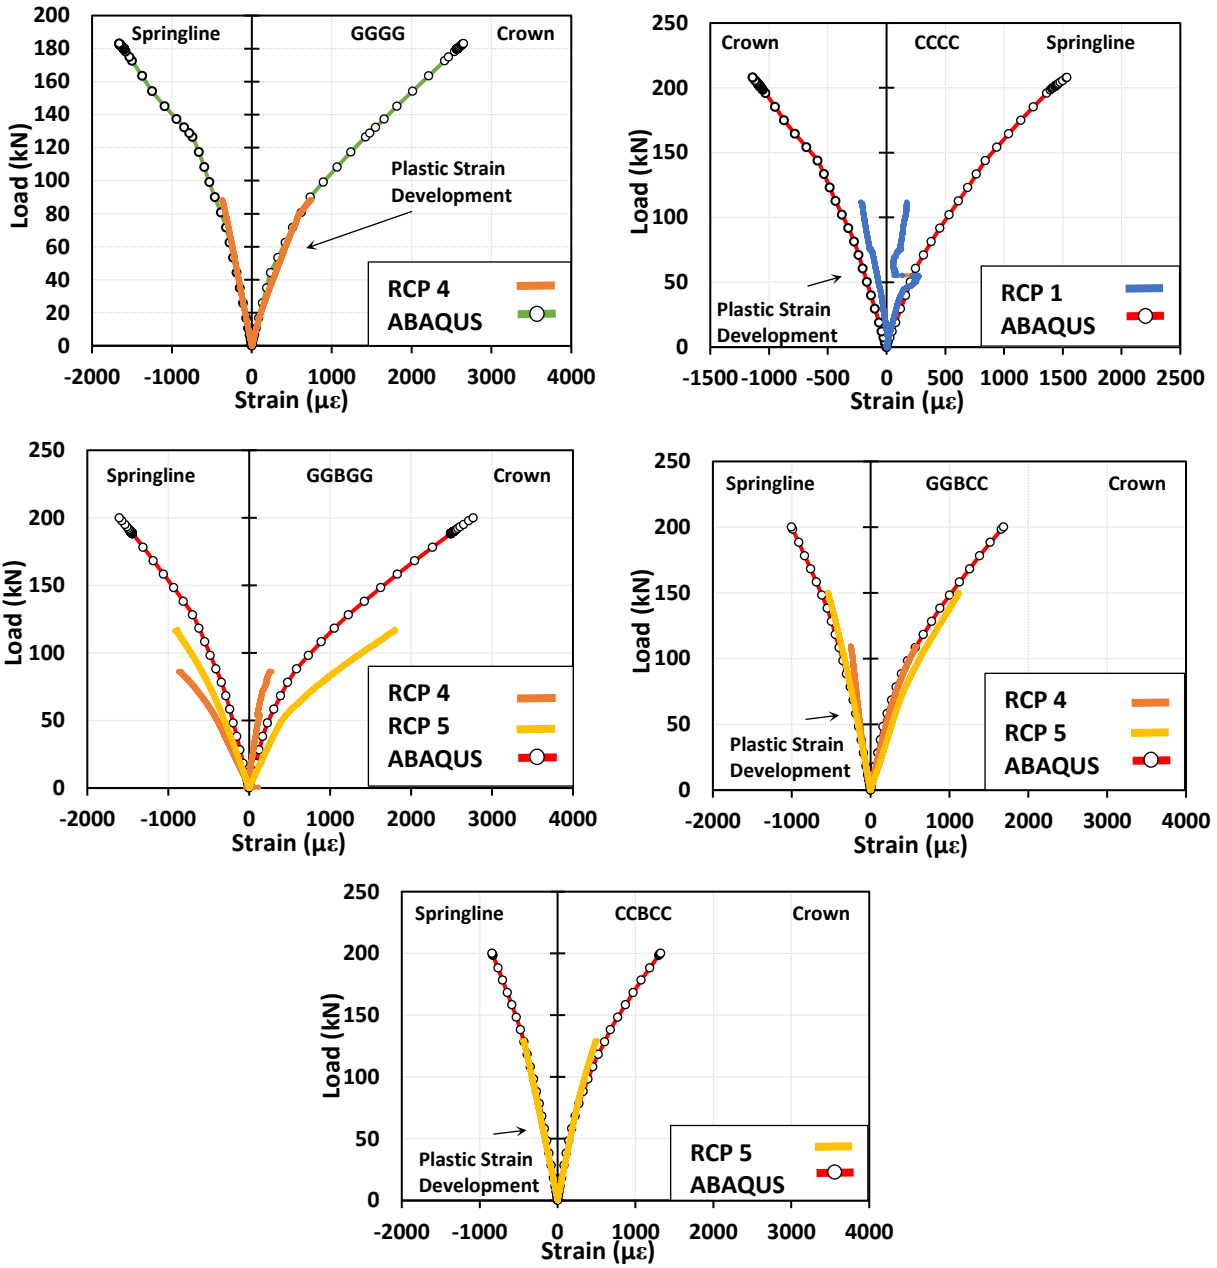 Springline GGGG Crown
200
180
160
140
120
100
80
60
40
20
0
Load (kN)
Plastic Strain
Development
RCP 4
ABAQUS
-2000 -1000 0 1000 2000 3000 4000
Strain (με)
Crown CCCC Springline
250
200
150
100
50
0
Load (kN)
Plastic Strain
Development
RCP 1
ABAQUS
-1500 -1000 -500 0 500 1000 1500 2000 2500
Strain (με)
Springline GGBGG Crown
250
200
150
100
50
0
Load (kN)
RCP 4
RCP 5
ABAQUS
-2000 -1000 0 1000 2000 3000 4000
Strain (με)
Springline GGBCC Crown
250
200
150
100
50
0
Load (kN)
Plastic Strain
Development
RCP 4
RCP 5
ABAQUS
-2000 -1000 0 1000 2000 3000 4000
Strain (με)
Springline CCBCC Crown
250
200
150
100
50
0
Load (kN)
Plastic Strain
Development
RCP 5
ABAQUS
-2000 -1000 0 1000 2000 3000 4000
Strain (με)